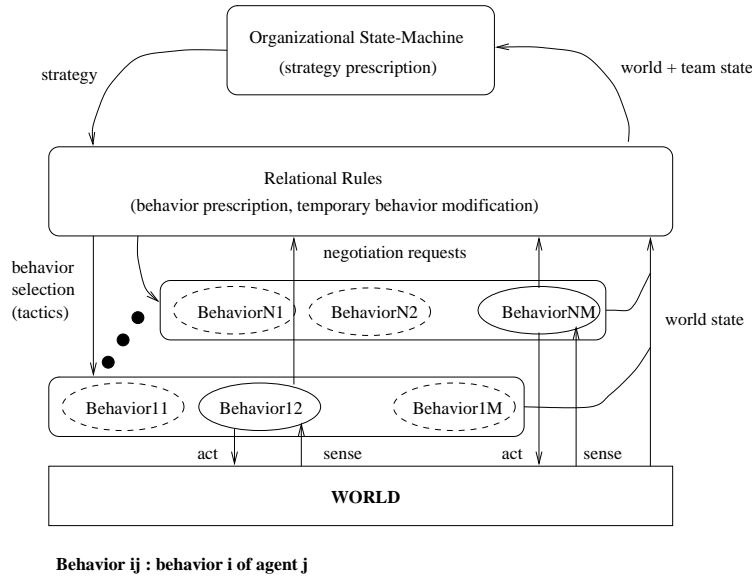 Organizational State-Machine
(strategy prescription)
strategy
world + team state
Relational Rules
(behavior prescription, temporary behavior modification)
negotiation requests
behavior
selection
(tactics)
BehaviorN1
BehaviorN2
BehaviorNM
world state
Behavior11
Behavior12
Behavior1M
act
sense
act
sense
WORLD
Behavior ij : behavior i of agent j